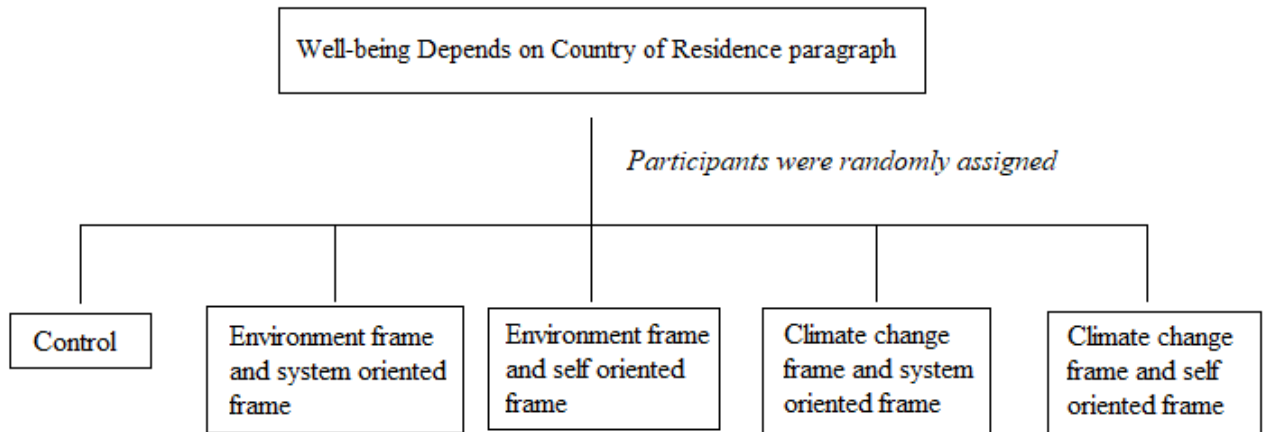 Well-being Depends on Country of Residence paragraph
Participants were randomly assigned
Control
Environment frame
and system oriented
frame
Environment frame
and self oriented
frame
Climate change
frame and system
oriented frame
Climate change
frame and self
oriented frame